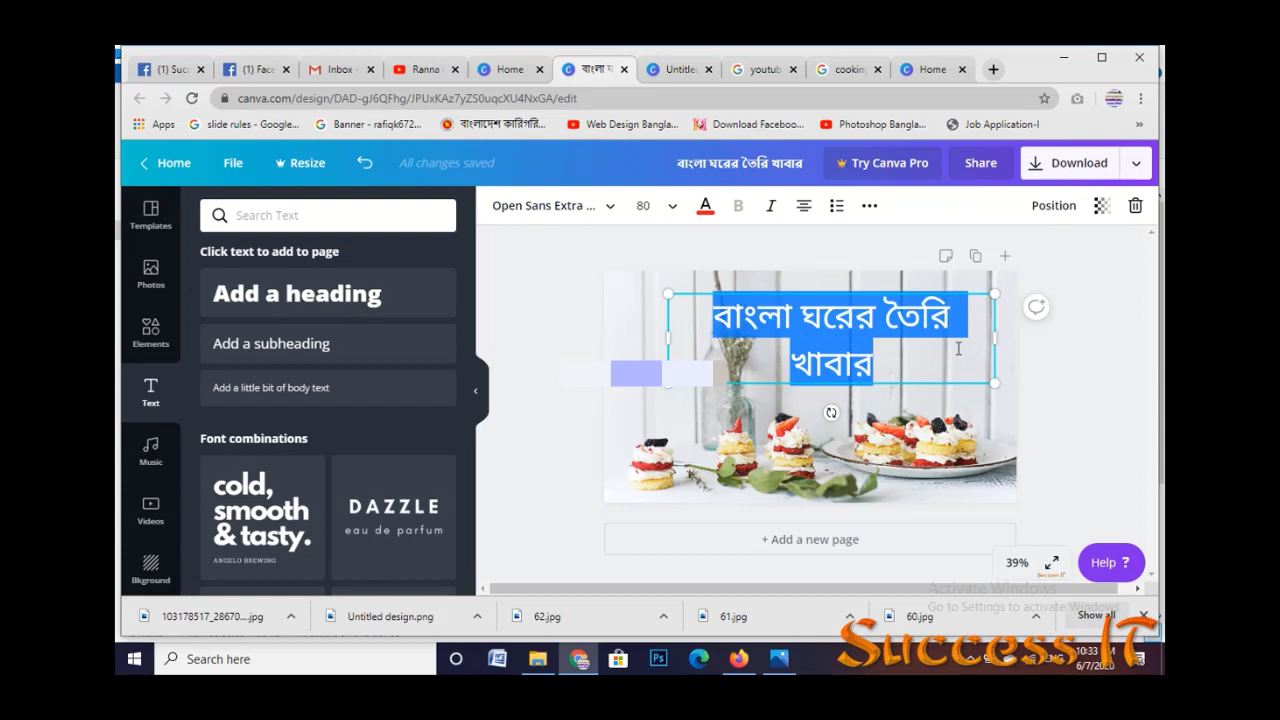 (1) Suc
(1) Face
Inbox -
Ranna
Home
বাংলা ঘ
Untitle
youtub
cooking
Home
canva.com/design/DAD-gJ6QFhg/JPUxKAz7yZS0uqcXU4NxGA/edit
Apps
slide rules - Google...
Banner - rafiqk672...
বাংলাদেশ কারিগরি...
Web Design Bangla...
Download Faceboo...
Photoshop Bangla...
Job Application-I
»
Home
File
Resize
All changes saved
বাংলা ঘরের তৈরি খাবার
Try Canva Pro
Share
Download
Templates
Photos
Elements
Text
Music
Videos
Bkground
Search Text
Click text to add to page
Add a heading
Add a subheading
Add a little bit of body text
Font combinations
cold,
smooth
& tasty.
ANGELO BREWING
DAZZLE
eau de parfum
Open Sans Extra ...
80
A
B
I
Position
বাংলা ঘরের তৈরি
খাবার
+ Add a new page
39%
Success IT
Help ?
Activate Windows
Go to Settings to activate Windows.
103178517_28670....jpg
Untitled design.png
62.jpg
61.jpg
60.jpg
Show all
Search here
Ps
ENG
10:33 PM
6/7/2020
Success IT